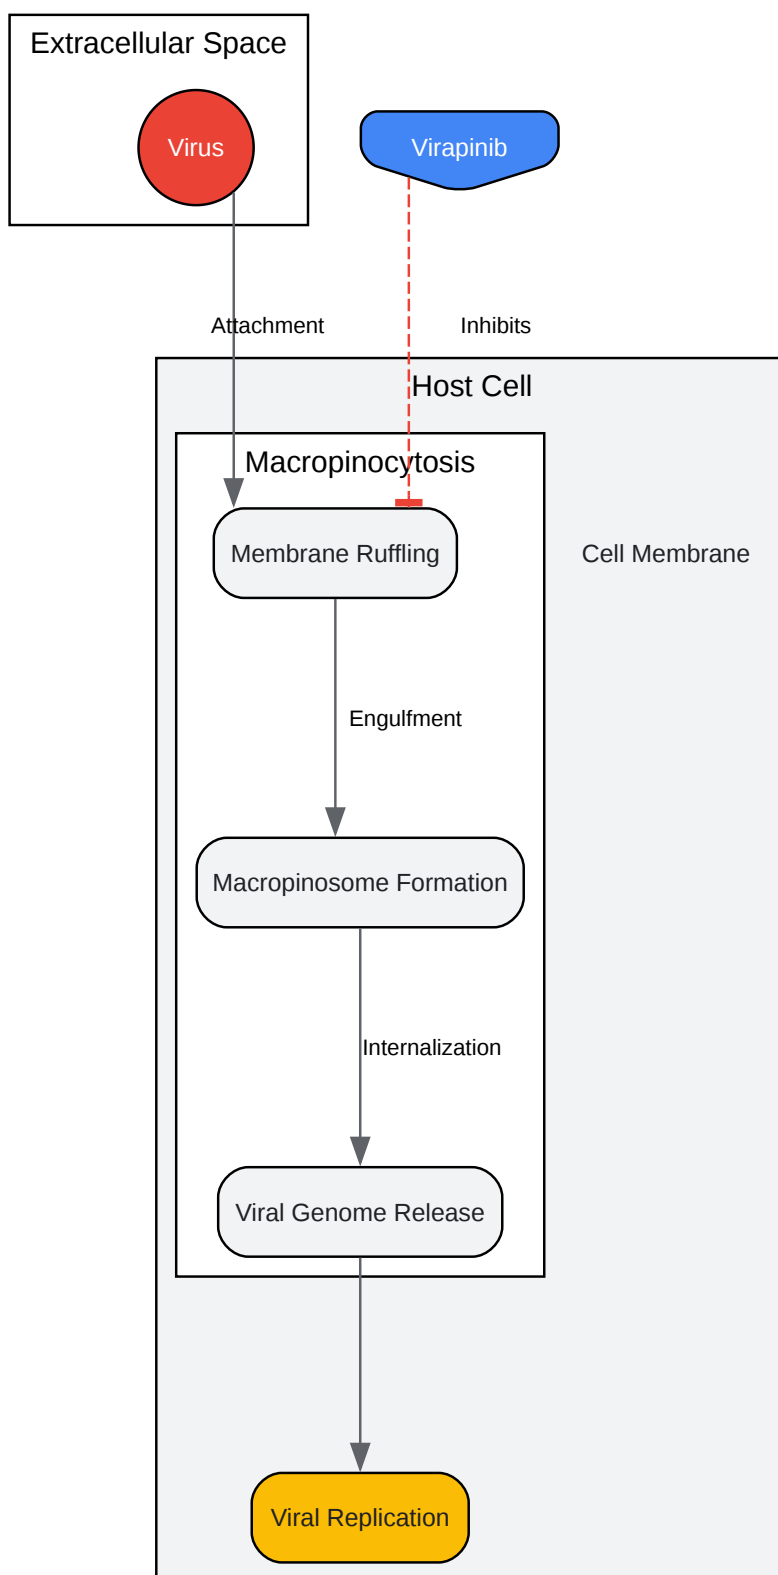 Extracellular Space
Virus
Virapinib
Attachment
Inhibits
Host Cell
Macropinocytosis
Membrane Ruffling
Cell Membrane
Engulfment
Macropinosome Formation
Internalization
Viral Genome Release
Viral Replication